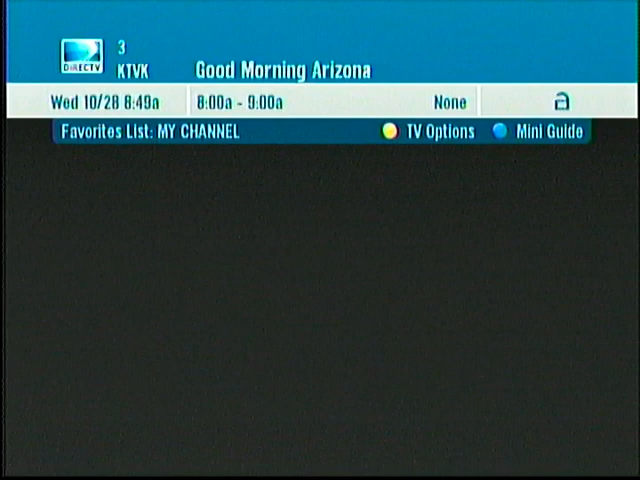 3
DIRECTV
KTVK
Good Morning Arizona
Wed 10/28 8:49a
8:00a - 9:00a
None
Favorites List: MY CHANNEL
TV Options
Mini Guide